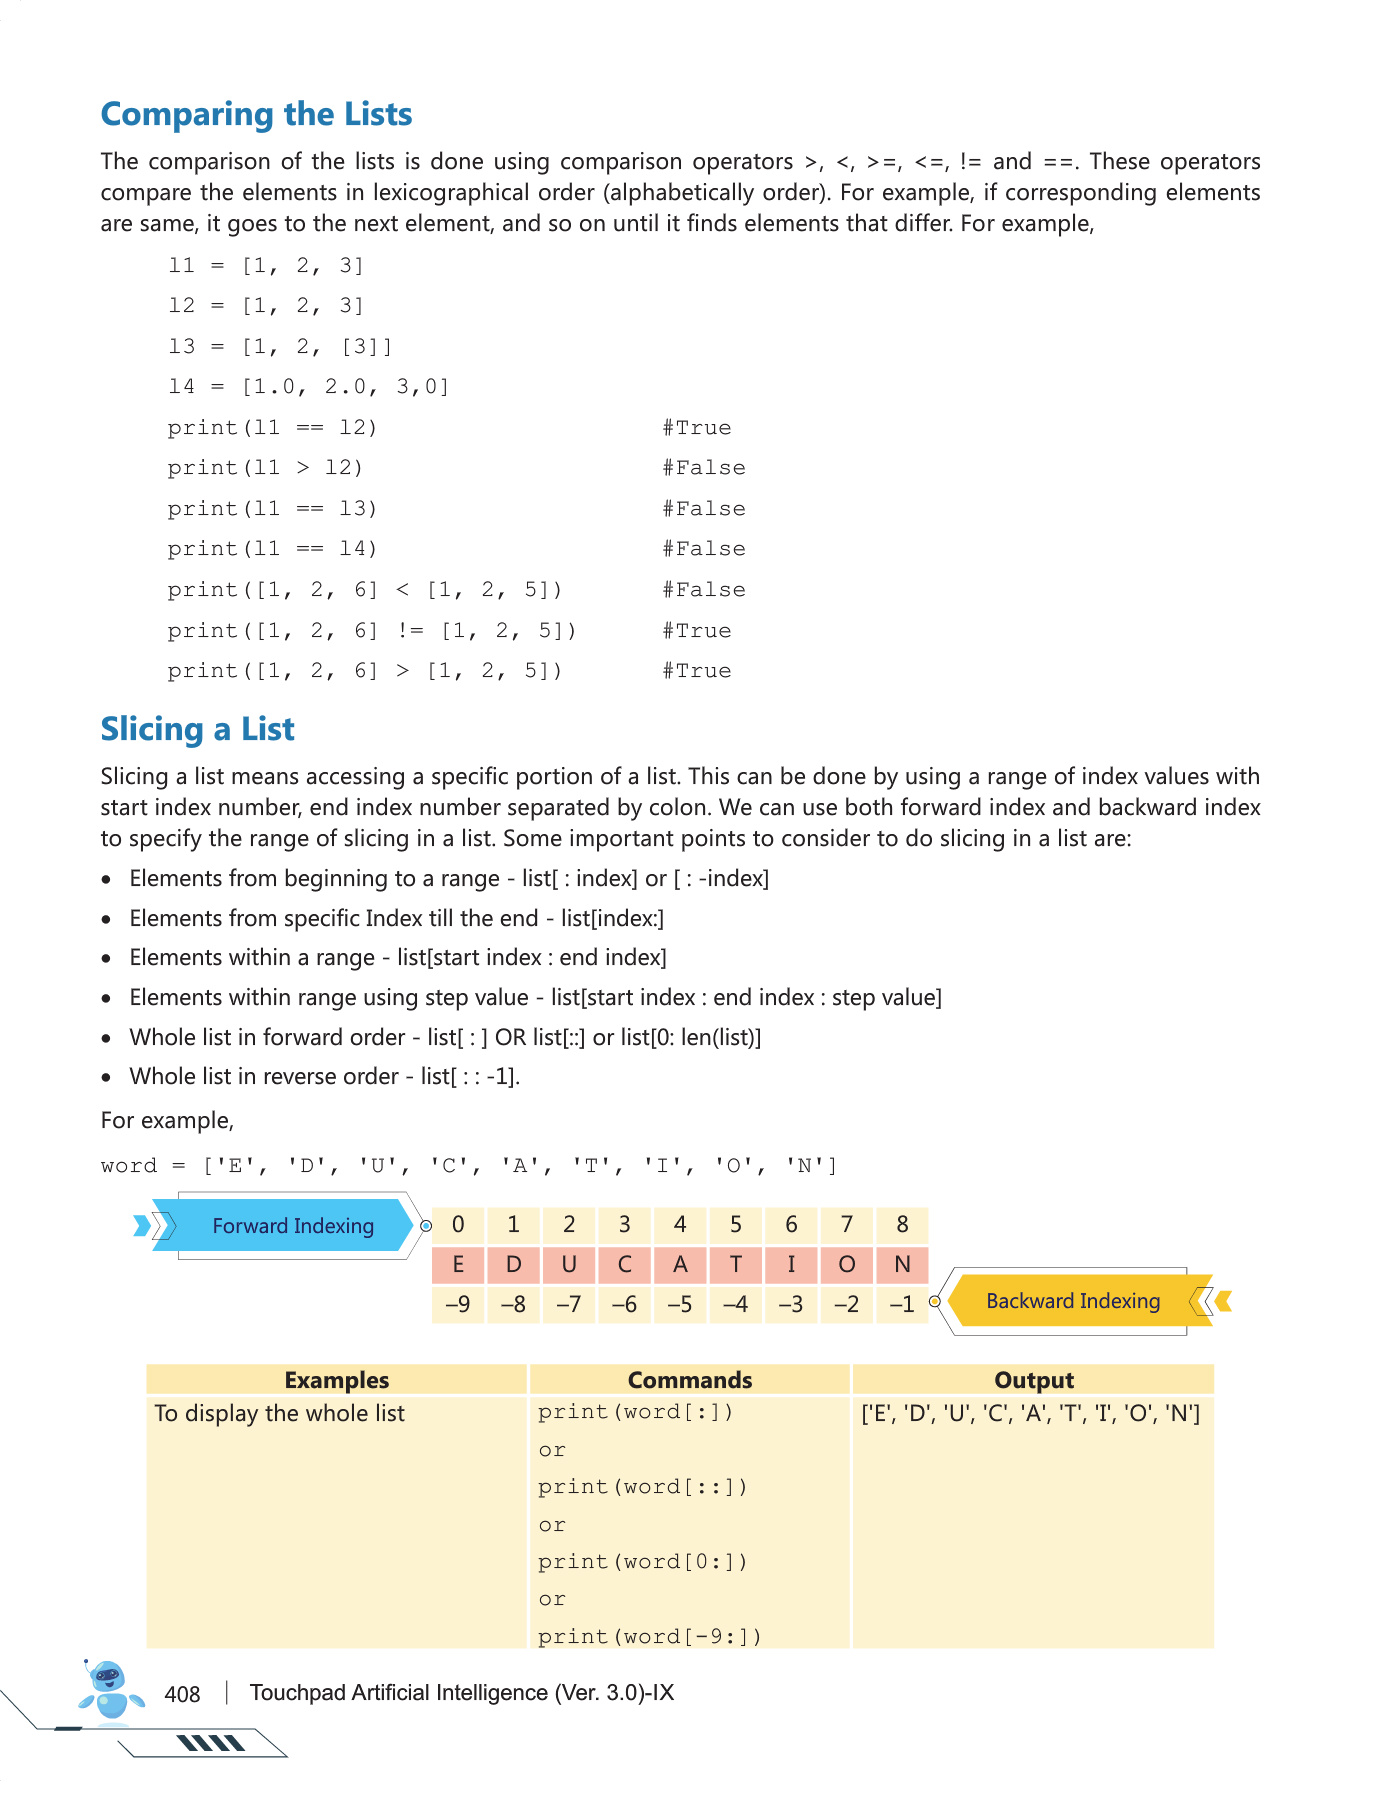 Comparing the Lists
The comparison of the lists is done using comparison operators >, <, >=, <=, != and ==. These operators
compare the elements in lexicographical order (alphabetically order). For example, if corresponding elements
are same, it goes to the next element, and so on until it finds elements that differ. For example,
l1 = [1, 2, 3]
l2 = [1, 2, 3]
l3 = [1, 2, [3]]
l4 = [1.0, 2.0, 3,0]
print(l1 == l2) #True
print(l1 > l2) #False
print(l1 == l3) #False
print(l1 == l4) #False
print([1, 2, 6] < [1, 2, 5]) #False
print([1, 2, 6] != [1, 2, 5]) #True
print([1, 2, 6] > [1, 2, 5]) #True
Slicing a List
Slicing a list means accessing a specific portion of a list. This can be done by using a range of index values with
start index number, end index number separated by colon. We can use both forward index and backward index
to specify the range of slicing in a list. Some important points to consider to do slicing in a list are:
• Elements from beginning to a range - list[ : index] or [ : -index]
• Elements from specific Index till the end - list[index:]
• Elements within a range - list[start index : end index]
• Elements within range using step value - list[start index : end index : step value]
• Whole list in forward order - list[ : ] OR list[::] or list[0: len(list)]
• Whole list in reverse order - list[ : : -1].
For example,
word = ['E', 'D', 'U', 'C', 'A', 'T', 'I', 'O', 'N']
Forward Indexing 0 1 2 3 4 5 6 7 8
E D U C A T I O N
–9 –8 –7 –6 –5 –4 –3 –2 –1 Backward Indexing
Examples Commands Output
To display the whole list print(word[:]) ['E', 'D', 'U', 'C', 'A', 'T', 'I', 'O', 'N']
or
print(word[::])
or
print(word[0:])
or
print(word[-9:])
408 | Touchpad Artificial Intelligence (Ver. 3.0)-IX